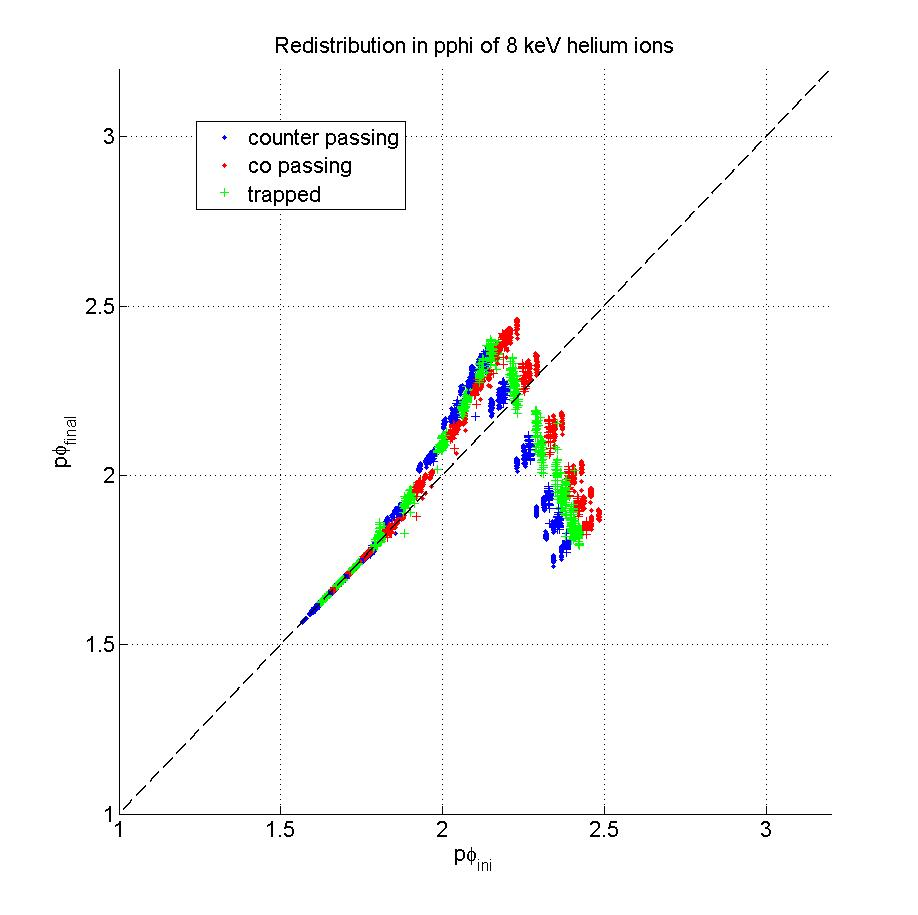 Redistribution in pphi of 8 keV helium ions
3
counter passing
co passing
trapped
2.5
pϕfinal
2
1.5
1
1 1.5 2 2.5 3
pϕini